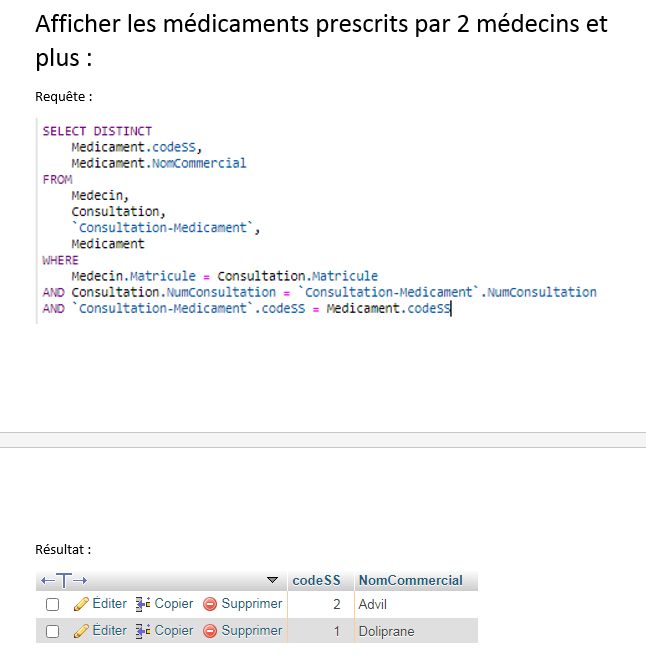 Afficher les médicaments prescrits par 2 médecins et
plus :
Requête :
SELECT DISTINCT
Medicament.codeSS,
Medicament.NomCommercial
FROM
Medecin,
Consultation,
`Consultation-Medicament`,
Medicament
WHERE
Medecin.Matricule = Consultation.Matricule
AND Consultation.NumConsultation = `Consultation-Medicament`.NumConsultation
AND `Consultation-Medicament`.codeSS = Medicament.codeSS
Résultat :
←T→ ▼ codeSS NomCommercial
Éditer Copier Supprimer 2 Advil
Éditer Copier Supprimer 1 Doliprane